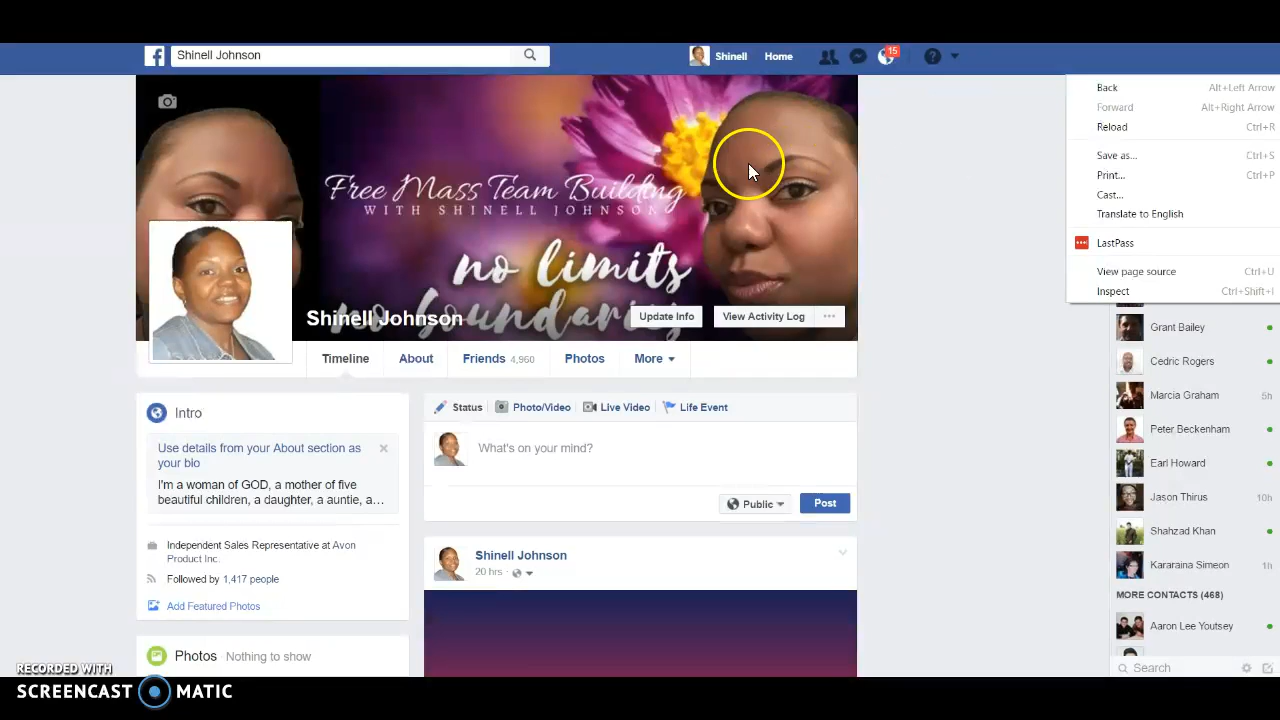 Shinell Johnson
Shinell Home 15
Back Alt+Left Arrow
Forward Alt+Right Arrow
Reload Ctrl+R
Save as... Ctrl+S
Print... Ctrl+P
Cast...
Translate to English
LastPass
View page source Ctrl+U
Inspect Ctrl+Shift+I
Free Mass Team Building
WITH SHINELL JOHNSON
no limits
no boundaries
Shinell Johnson
Update Info View Activity Log ...
Timeline About Friends 4,960 Photos More
Intro
Use details from your About section as
your bio
I'm a woman of GOD, a mother of five
beautiful children, a daughter, a auntie, a...
Independent Sales Representative at Avon
Product Inc.
Followed by 1,417 people
Add Featured Photos
Photos Nothing to show
Status Photo/Video Live Video Life Event
What's on your mind?
Public Post
Shinell Johnson
20 hrs ·
Grant Bailey
Cedric Rogers
Marcia Graham 5h
Peter Beckenham
Earl Howard
Jason Thirus 10h
Shahzad Khan
Kararaina Simeon 1h
MORE CONTACTS (468)
Aaron Lee Youtsey
Search
RECORDED WITH
SCREENCAST MATIC